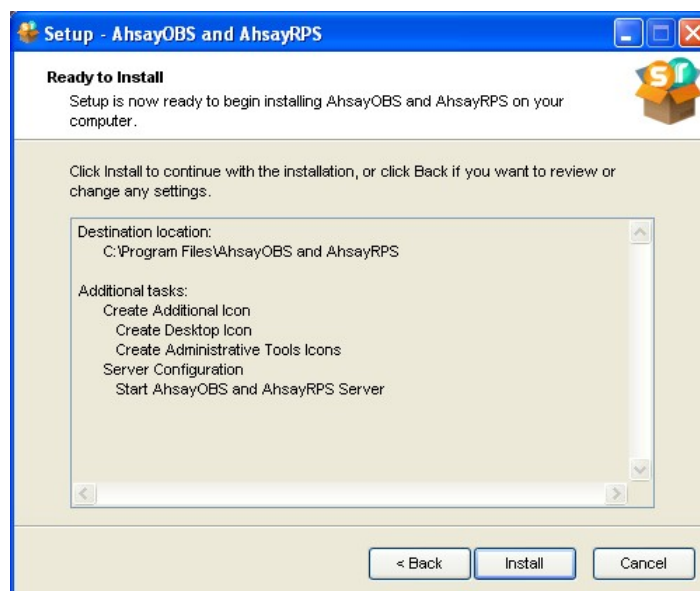 Setup - AhsayOBS and AhsayRPS
Ready to Install
Setup is now ready to begin installing AhsayOBS and AhsayRPS on your
computer.
Click Install to continue with the installation, or click Back if you want to review or
change any settings.
Destination location:
C:\Program Files\AhsayOBS and AhsayRPS
Additional tasks:
Create Additional Icon
Create Desktop Icon
Create Administrative Tools Icons
Server Configuration
Start AhsayOBS and AhsayRPS Server
< Back
Install
Cancel